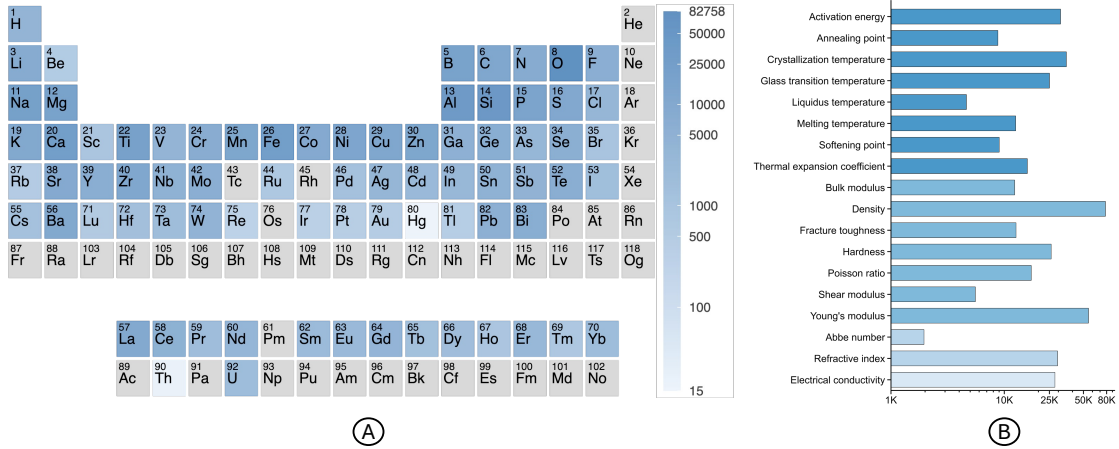 1 2
H He
3 4 5 6 7 8 9 10
Li Be B C N O F Ne
11 12 13 14 15 16 17 18
Na Mg Al Si P S Cl Ar
19 20 21 22 23 24 25 26 27 28 29 30 31 32 33 34 35 36
K Ca Sc Ti V Cr Mn Fe Co Ni Cu Zn Ga Ge As Se Br Kr
37 38 39 40 41 42 43 44 45 46 47 48 49 50 51 52 53 54
Rb Sr Y Zr Nb Mo Tc Ru Rh Pd Ag Cd In Sn Sb Te I Xe
55 56 71 72 73 74 75 76 77 78 79 80 81 82 83 84 85 86
Cs Ba Lu Hf Ta W Re Os Ir Pt Au Hg Tl Pb Bi Po At Rn
87 88 103 104 105 106 107 108 109 110 111 112 113 114 115 116 117 118
Fr Ra Lr Rf Db Sg Bh Hs Mt Ds Rg Cn Nh Fl Mc Lv Ts Og
57 58 59 60 61 62 63 64 65 66 67 68 69 70
La Ce Pr Nd Pm Sm Eu Gd Tb Dy Ho Er Tm Yb
89 90 91 92 93 94 95 96 97 98 99 100 101 102
Ac Th Pa U Np Pu Am Cm Bk Cf Es Fm Md No
82758
50000
25000
10000
5000
1000
500
100
15
A
Activation energy
Annealing point
Crystallization temperature
Glass transition temperature
Liquidus temperature
Melting temperature
Softening point
Thermal expansion coefficient
Bulk modulus
Density
Fracture toughness
Hardness
Poisson ratio
Shear modulus
Young's modulus
Abbe number
Refractive index
Electrical conductivity
1K 10K 25K 50K 80K
B